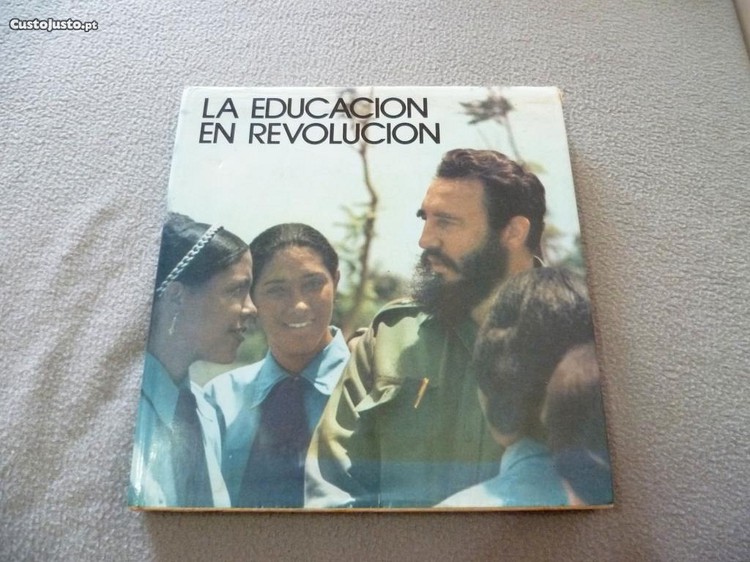 CustoJusto.pt
LA EDUCACION
EN REVOLUCION